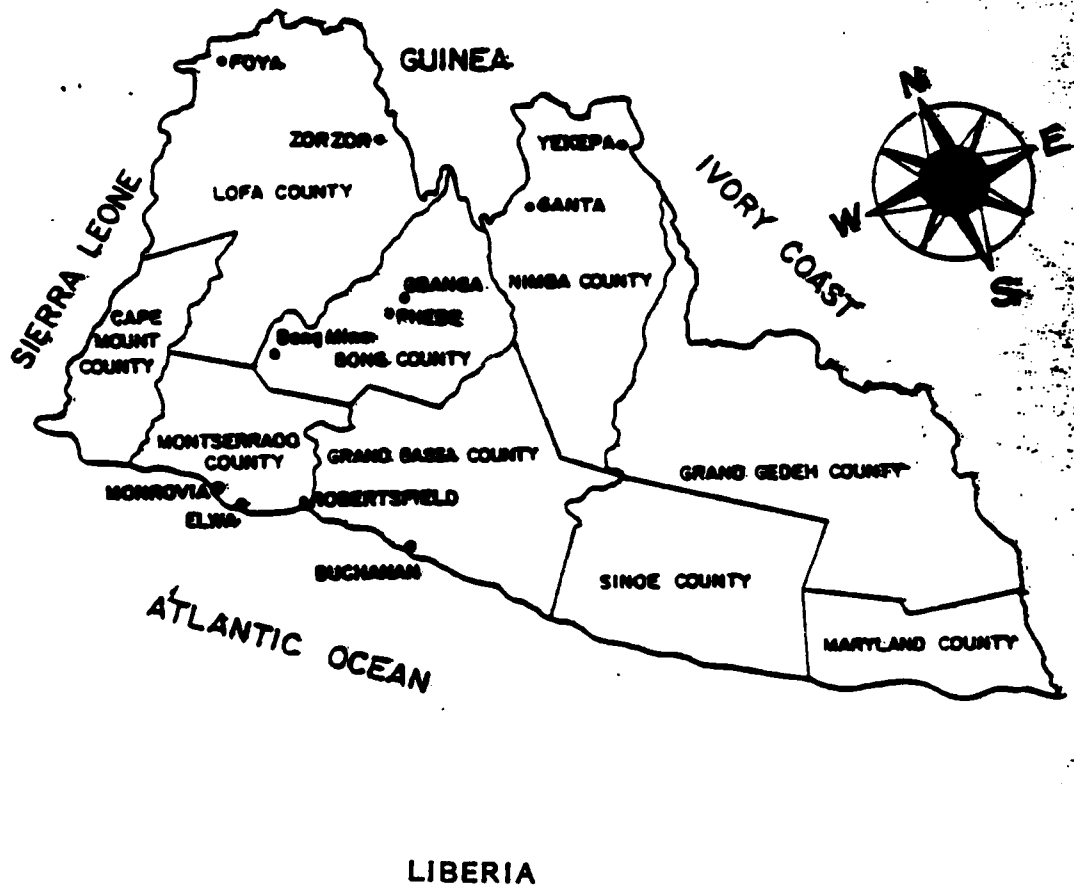 GUINEA
FOYA
N
E
W
S
ZORZOR
YEKEPA
LOFA COUNTY
IVORY COAST
SIERRA LEONE
GANTA
GBANGA
NIMBA COUNTY
PHEBE
CAPE
MOUNT
COUNTY
Bong Mines
BONG COUNTY
MONTSERRADO
COUNTY
GRAND BASSA COUNTY
GRAND GEDEH COUNTY
MONROVIA
ROBERTSFIELD
ELWA
BUCHANAN
SINOE COUNTY
ATLANTIC OCEAN
MARYLAND COUNTY
LIBERIA